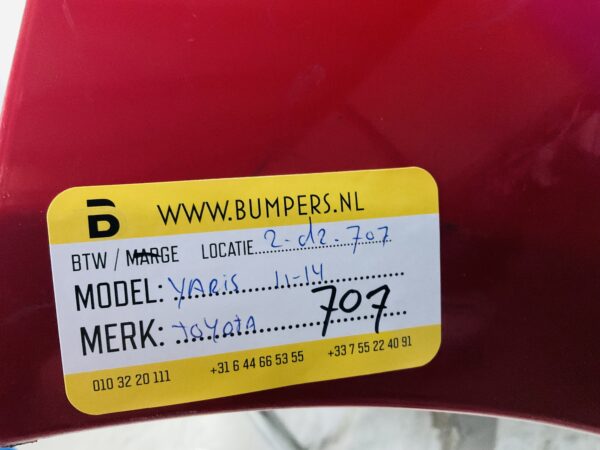 B WWW.BUMPERS.NL
BTW / MARGE LOCATIE 2-d2-707
MODEL: YARIS 11-14
MERK: TOYOTA 707
010 32 20 111 +31 6 44 66 53 55 +33 7 55 22 40 91